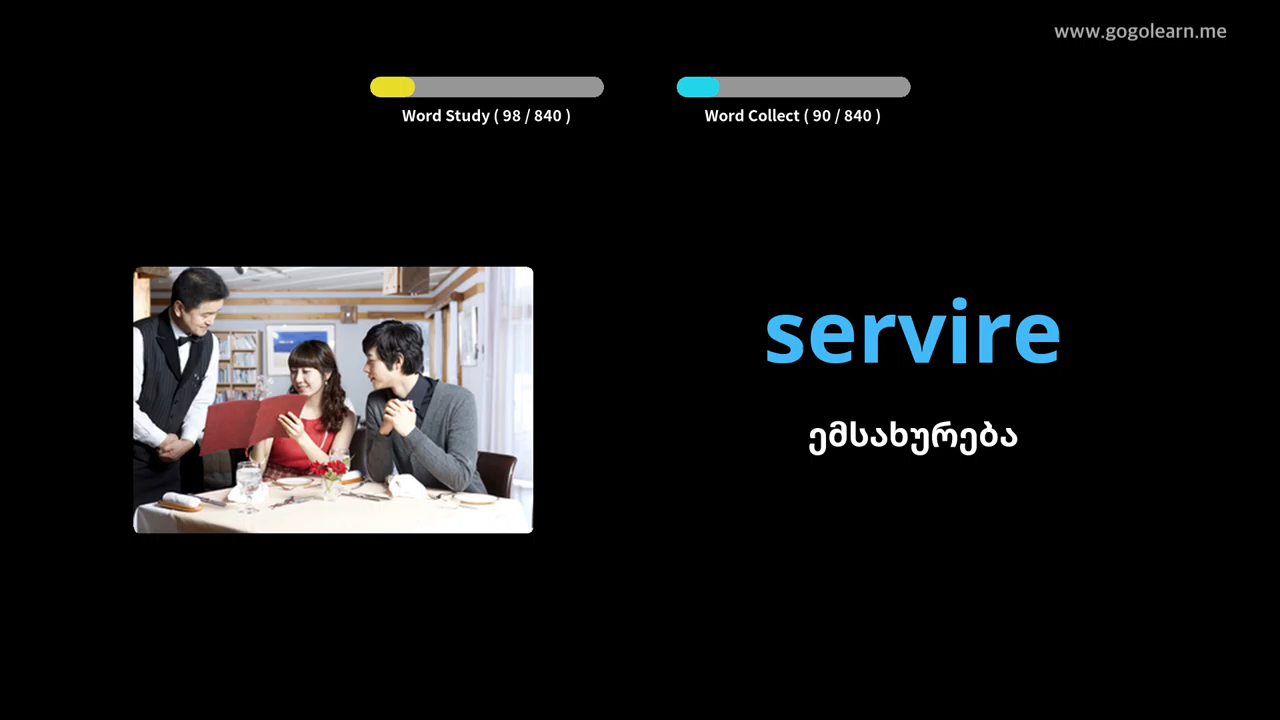 www.gogolearn.me
Word Study ( 98 / 840 )
Word Collect ( 90 / 840 )
servire
ემსახურება